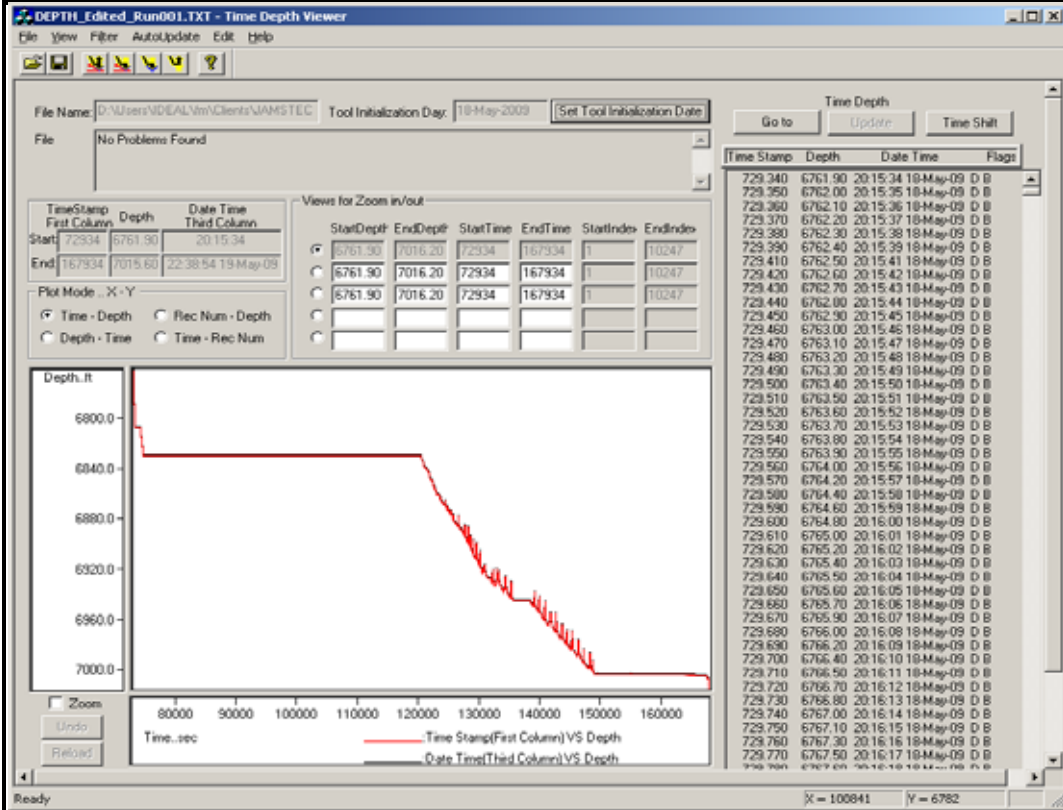 DEPTH_Edited_Run001.TXT - Time Depth Viewer
File View Filter AutoUpdate Edit Help
File Name: D:\Users\IDEAL\Vm\Clients\JAMSTEC Tool Initialization Day: 18-May-2009 Set Tool Initialization Date
File No Problems Found
TimeStamp First Column Depth Date Time Third Column
Start: 72934 6761.90 20:15:34
End: 167934 7015.60 22:38:54 19-May-09
Plot Mode .. X - Y
Time - Depth Rec Num - Depth
Depth - Time Time - Rec Num
Views for Zoom in/out
StartDepth EndDepth StartTime EndTime StartIndex EndIndex
6761.90 7016.20 72934 167934 1 10247
6761.90 7016.20 72934 167934 1 10247
6761.90 7016.20 72934 167934 1 10247
Depth..ft
6800.0
6840.0
6880.0
6920.0
6960.0
7000.0
Zoom
Undo
Reload
80000 90000 100000 110000 120000 130000 140000 150000 160000
Time..sec
:Time Stamp(First Column) VS Depth
:Date Time(Third Column) VS Depth
Time Depth
Go to Update Time Shift
Time Stamp Depth Date Time Flags
729.340 6761.90 20:15:34 18-May-09 D B
729.350 6762.00 20:15:35 18-May-09 D B
729.360 6762.10 20:15:36 18-May-09 D B
729.370 6762.20 20:15:37 18-May-09 D B
729.380 6762.30 20:15:38 18-May-09 D B
729.390 6762.40 20:15:39 18-May-09 D B
729.410 6762.50 20:15:41 18-May-09 D B
729.420 6762.60 20:15:42 18-May-09 D B
729.430 6762.70 20:15:43 18-May-09 D B
729.440 6762.80 20:15:44 18-May-09 D B
729.450 6762.90 20:15:45 18-May-09 D B
729.460 6763.00 20:15:46 18-May-09 D B
729.470 6763.10 20:15:47 18-May-09 D B
729.480 6763.20 20:15:48 18-May-09 D B
729.490 6763.30 20:15:49 18-May-09 D B
729.500 6763.40 20:15:50 18-May-09 D B
729.510 6763.50 20:15:51 18-May-09 D B
729.520 6763.60 20:15:52 18-May-09 D B
729.530 6763.70 20:15:53 18-May-09 D B
729.540 6763.80 20:15:54 18-May-09 D B
729.550 6763.90 20:15:55 18-May-09 D B
729.560 6764.00 20:15:56 18-May-09 D B
729.570 6764.20 20:15:57 18-May-09 D B
729.580 6764.40 20:15:58 18-May-09 D B
729.590 6764.60 20:15:59 18-May-09 D B
729.600 6764.80 20:16:00 18-May-09 D B
729.610 6765.00 20:16:01 18-May-09 D B
729.620 6765.20 20:16:02 18-May-09 D B
729.630 6765.40 20:16:03 18-May-09 D B
729.640 6765.50 20:16:04 18-May-09 D B
729.650 6765.60 20:16:05 18-May-09 D B
729.660 6765.70 20:16:06 18-May-09 D B
729.670 6765.90 20:16:07 18-May-09 D B
729.680 6766.00 20:16:08 18-May-09 D B
729.690 6766.20 20:16:09 18-May-09 D B
729.700 6766.40 20:16:10 18-May-09 D B
729.710 6766.50 20:16:11 18-May-09 D B
729.720 6766.70 20:16:12 18-May-09 D B
729.730 6766.80 20:16:13 18-May-09 D B
729.740 6767.00 20:16:14 18-May-09 D B
729.750 6767.10 20:16:15 18-May-09 D B
729.760 6767.30 20:16:16 18-May-09 D B
729.770 6767.50 20:16:17 18-May-09 D B
Ready X = 100841 Y = 6782